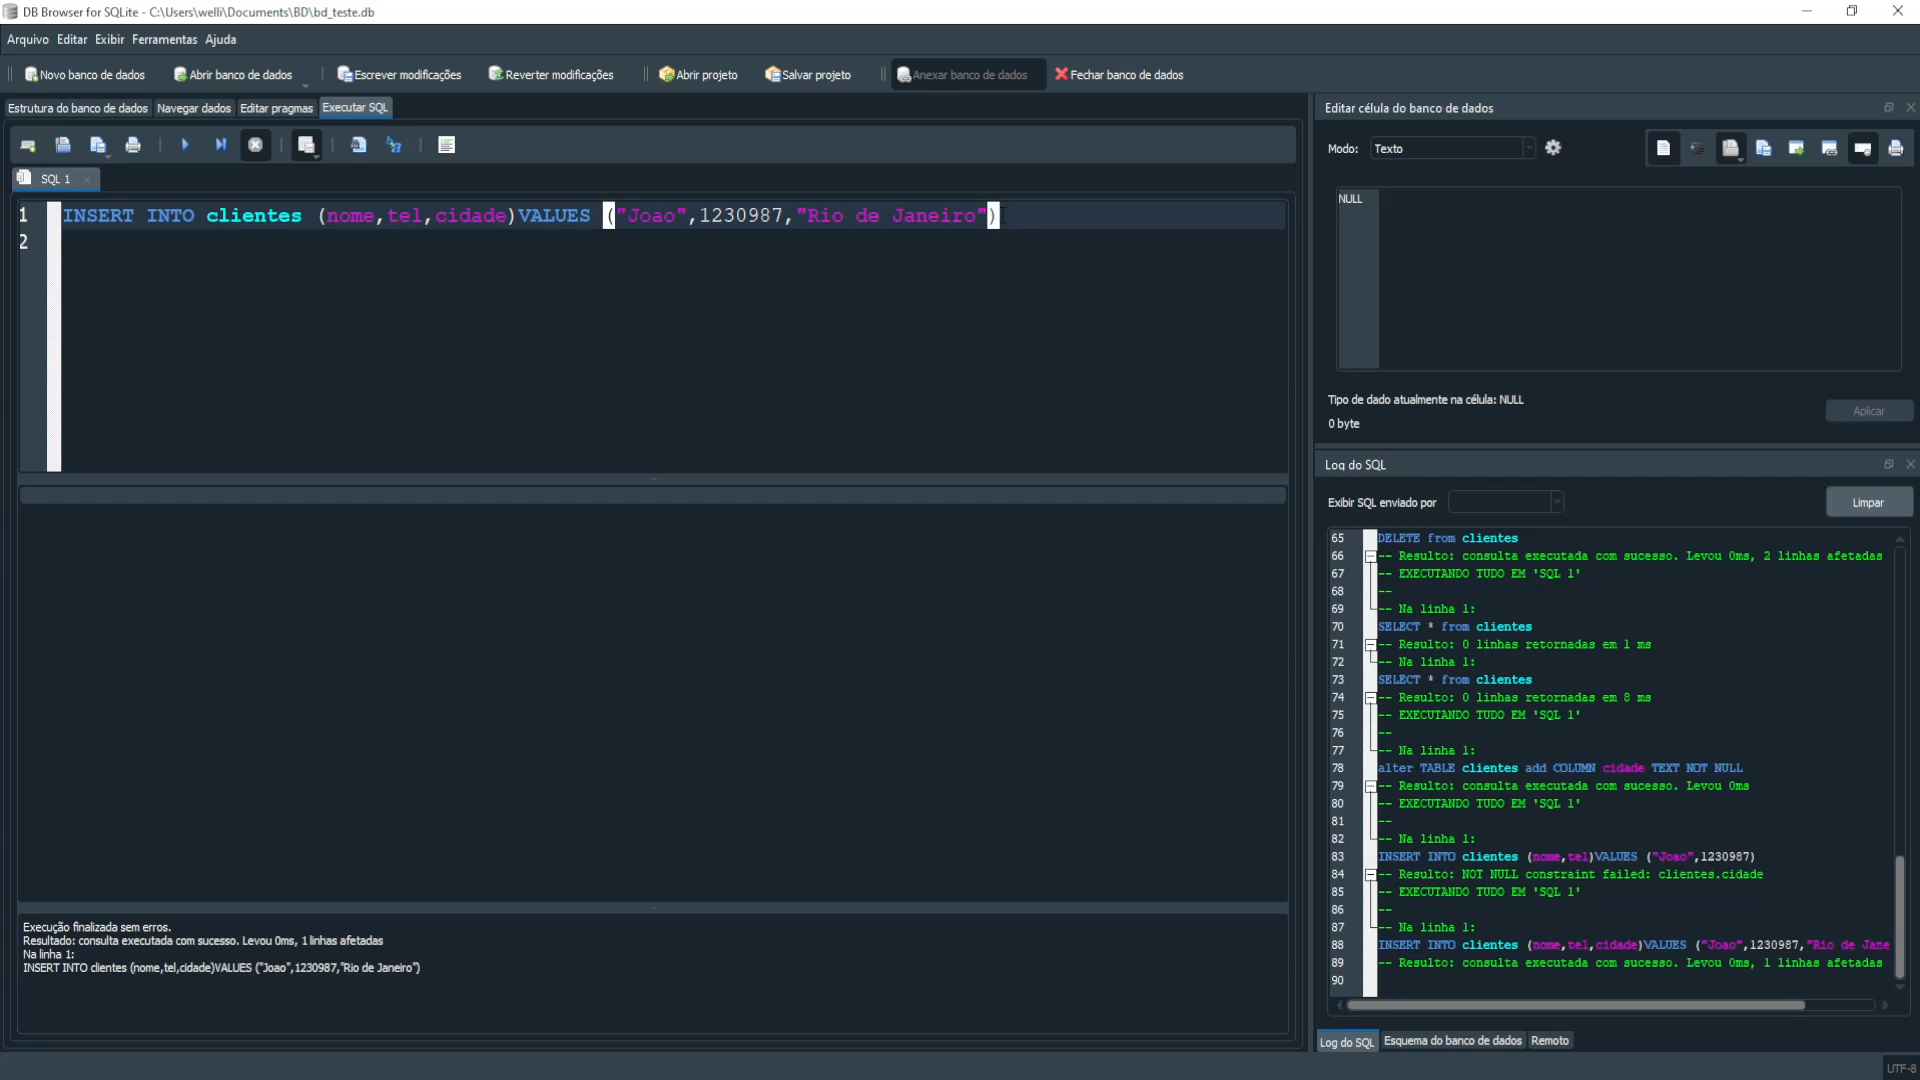 DB Browser for SQLite - C:\Users\welli\Documents\BD\bd_teste.db
Arquivo Editar Exibir Ferramentas Ajuda
Novo banco de dados Abrir banco de dados Escrever modificações Reverter modificações Abrir projeto Salvar projeto Anexar banco de dados Fechar banco de dados
Estrutura do banco de dados Navegar dados Editar pragmas Executar SQL
SQL 1
1 INSERT INTO clientes (nome,tel,cidade)VALUES ("Joao",1230987,"Rio de Janeiro")
2
Execução finalizada sem erros.
Resultado: consulta executada com sucesso. Levou 0ms, 1 linhas afetadas
Na linha 1:
INSERT INTO clientes (nome,tel,cidade)VALUES ("Joao",1230987,"Rio de Janeiro")
Editar célula do banco de dados
Modo: Texto
NULL
Tipo de dado atualmente na célula: NULL
0 byte
Aplicar
Log do SQL
Exibir SQL enviado por
Limpar
65 DELETE from clientes
66 -- Resulto: consulta executada com sucesso. Levou 0ms, 2 linhas afetadas
67 -- EXECUTANDO TUDO EM 'SQL 1'
68 --
69 -- Na linha 1:
70 SELECT * from clientes
71 -- Resulto: 0 linhas retornadas em 1 ms
72 -- Na linha 1:
73 SELECT * from clientes
74 -- Resulto: 0 linhas retornadas em 8 ms
75 -- EXECUTANDO TUDO EM 'SQL 1'
76 --
77 -- Na linha 1:
78 alter TABLE clientes add COLUMN cidade TEXT NOT NULL
79 -- Resulto: consulta executada com sucesso. Levou 0ms
80 -- EXECUTANDO TUDO EM 'SQL 1'
81 --
82 -- Na linha 1:
83 INSERT INTO clientes (nome,tel)VALUES ("Joao",1230987)
84 -- Resulto: NOT NULL constraint failed: clientes.cidade
85 -- EXECUTANDO TUDO EM 'SQL 1'
86 --
87 -- Na linha 1:
88 INSERT INTO clientes (nome,tel,cidade)VALUES ("Joao",1230987,"Rio de Jane
89 -- Resulto: consulta executada com sucesso. Levou 0ms, 1 linhas afetadas
90
Log do SQL Esquema do banco de dados Remoto
UTF-8